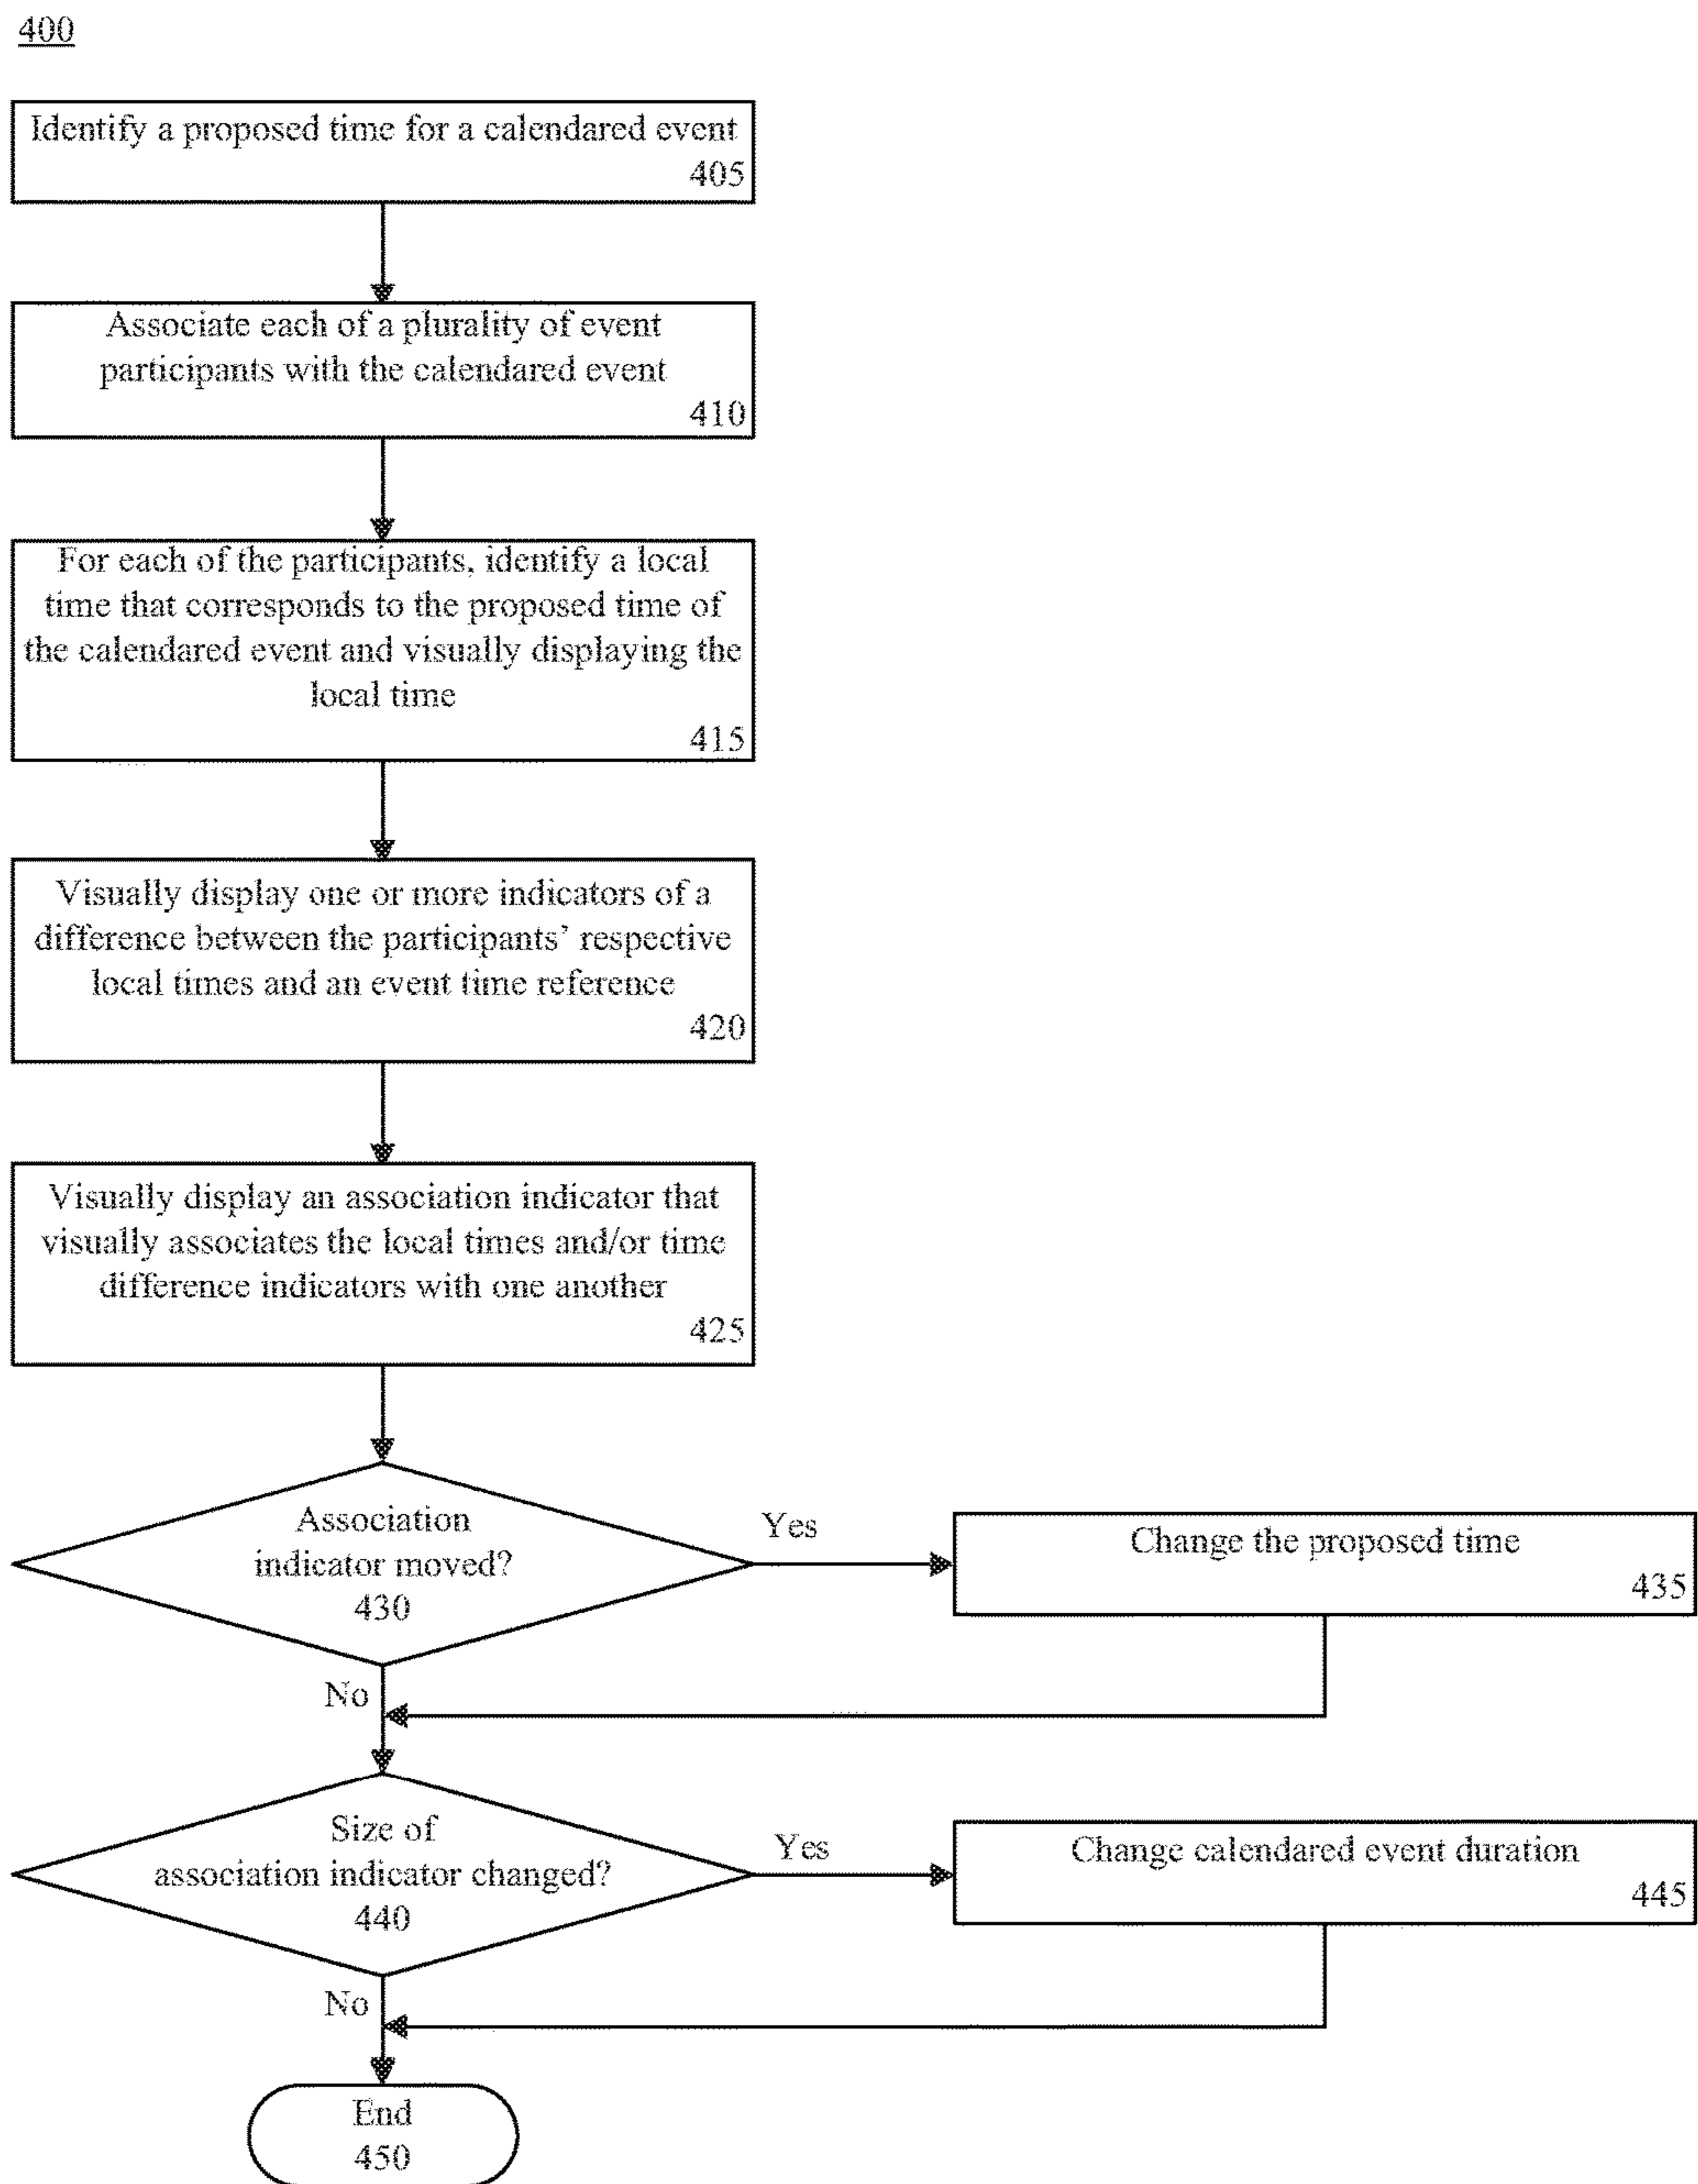 400
Identify a proposed time for a calendared event
405
Associate each of a plurality of event
participants with the calendared event
410
For each of the participants, identify a local
time that corresponds to the proposed time of
the calendared event and visually displaying the
local time
415
Visually display one or more indicators of a
difference between the participants’ respective
local times and an event time reference
420
Visually display an association indicator that
visually associates the local times and/or time
difference indicators with one another
425
Association
indicator moved?
430
Yes
Change the proposed time
435
No
Size of
association indicator changed?
440
Yes
Change calendared event duration
445
No
End
450